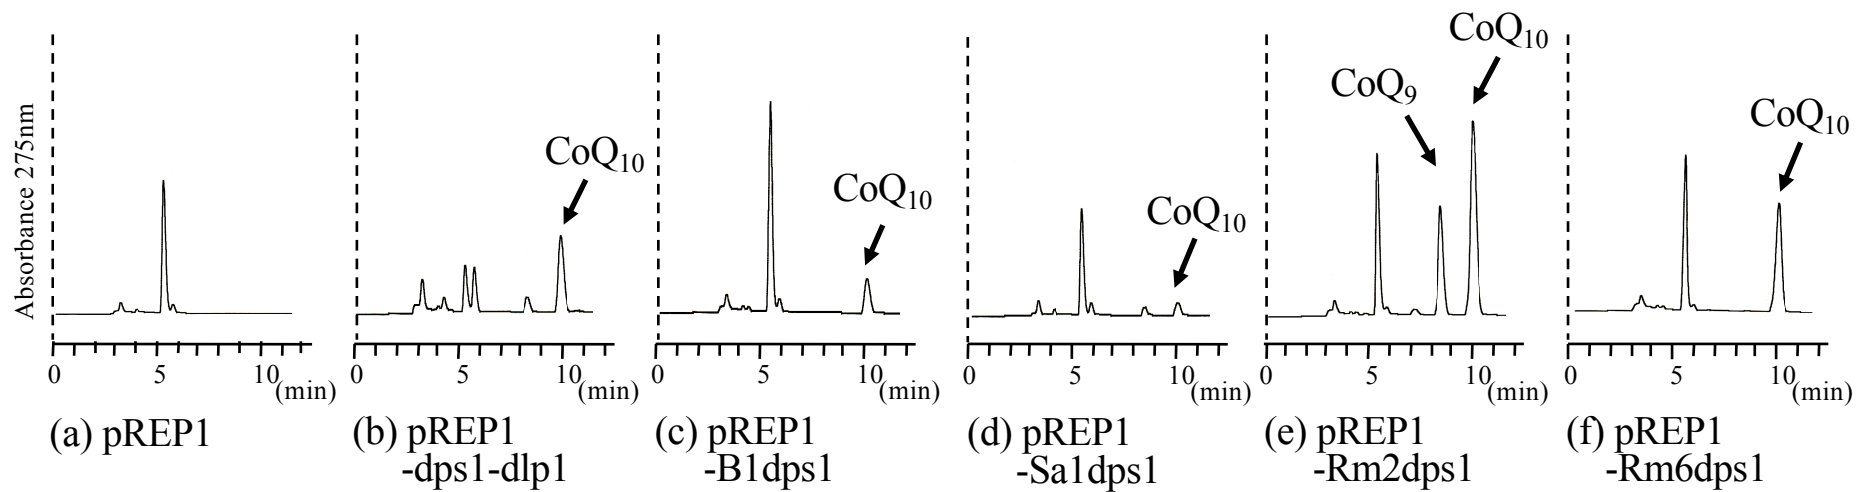 Absorbance 275nm
0 5 10 (min)
(a) pREP1
CoQ10
0 5 10 (min)
(b) pREP1
-dps1-dlp1
CoQ10
0 5 10 (min)
(c) pREP1
-B1dps1
CoQ10
0 5 10 (min)
(d) pREP1
-Sa1dps1
CoQ9
CoQ10
0 5 10 (min)
(e) pREP1
-Rm2dps1
CoQ10
0 5 10 (min)
(f) pREP1
-Rm6dps1